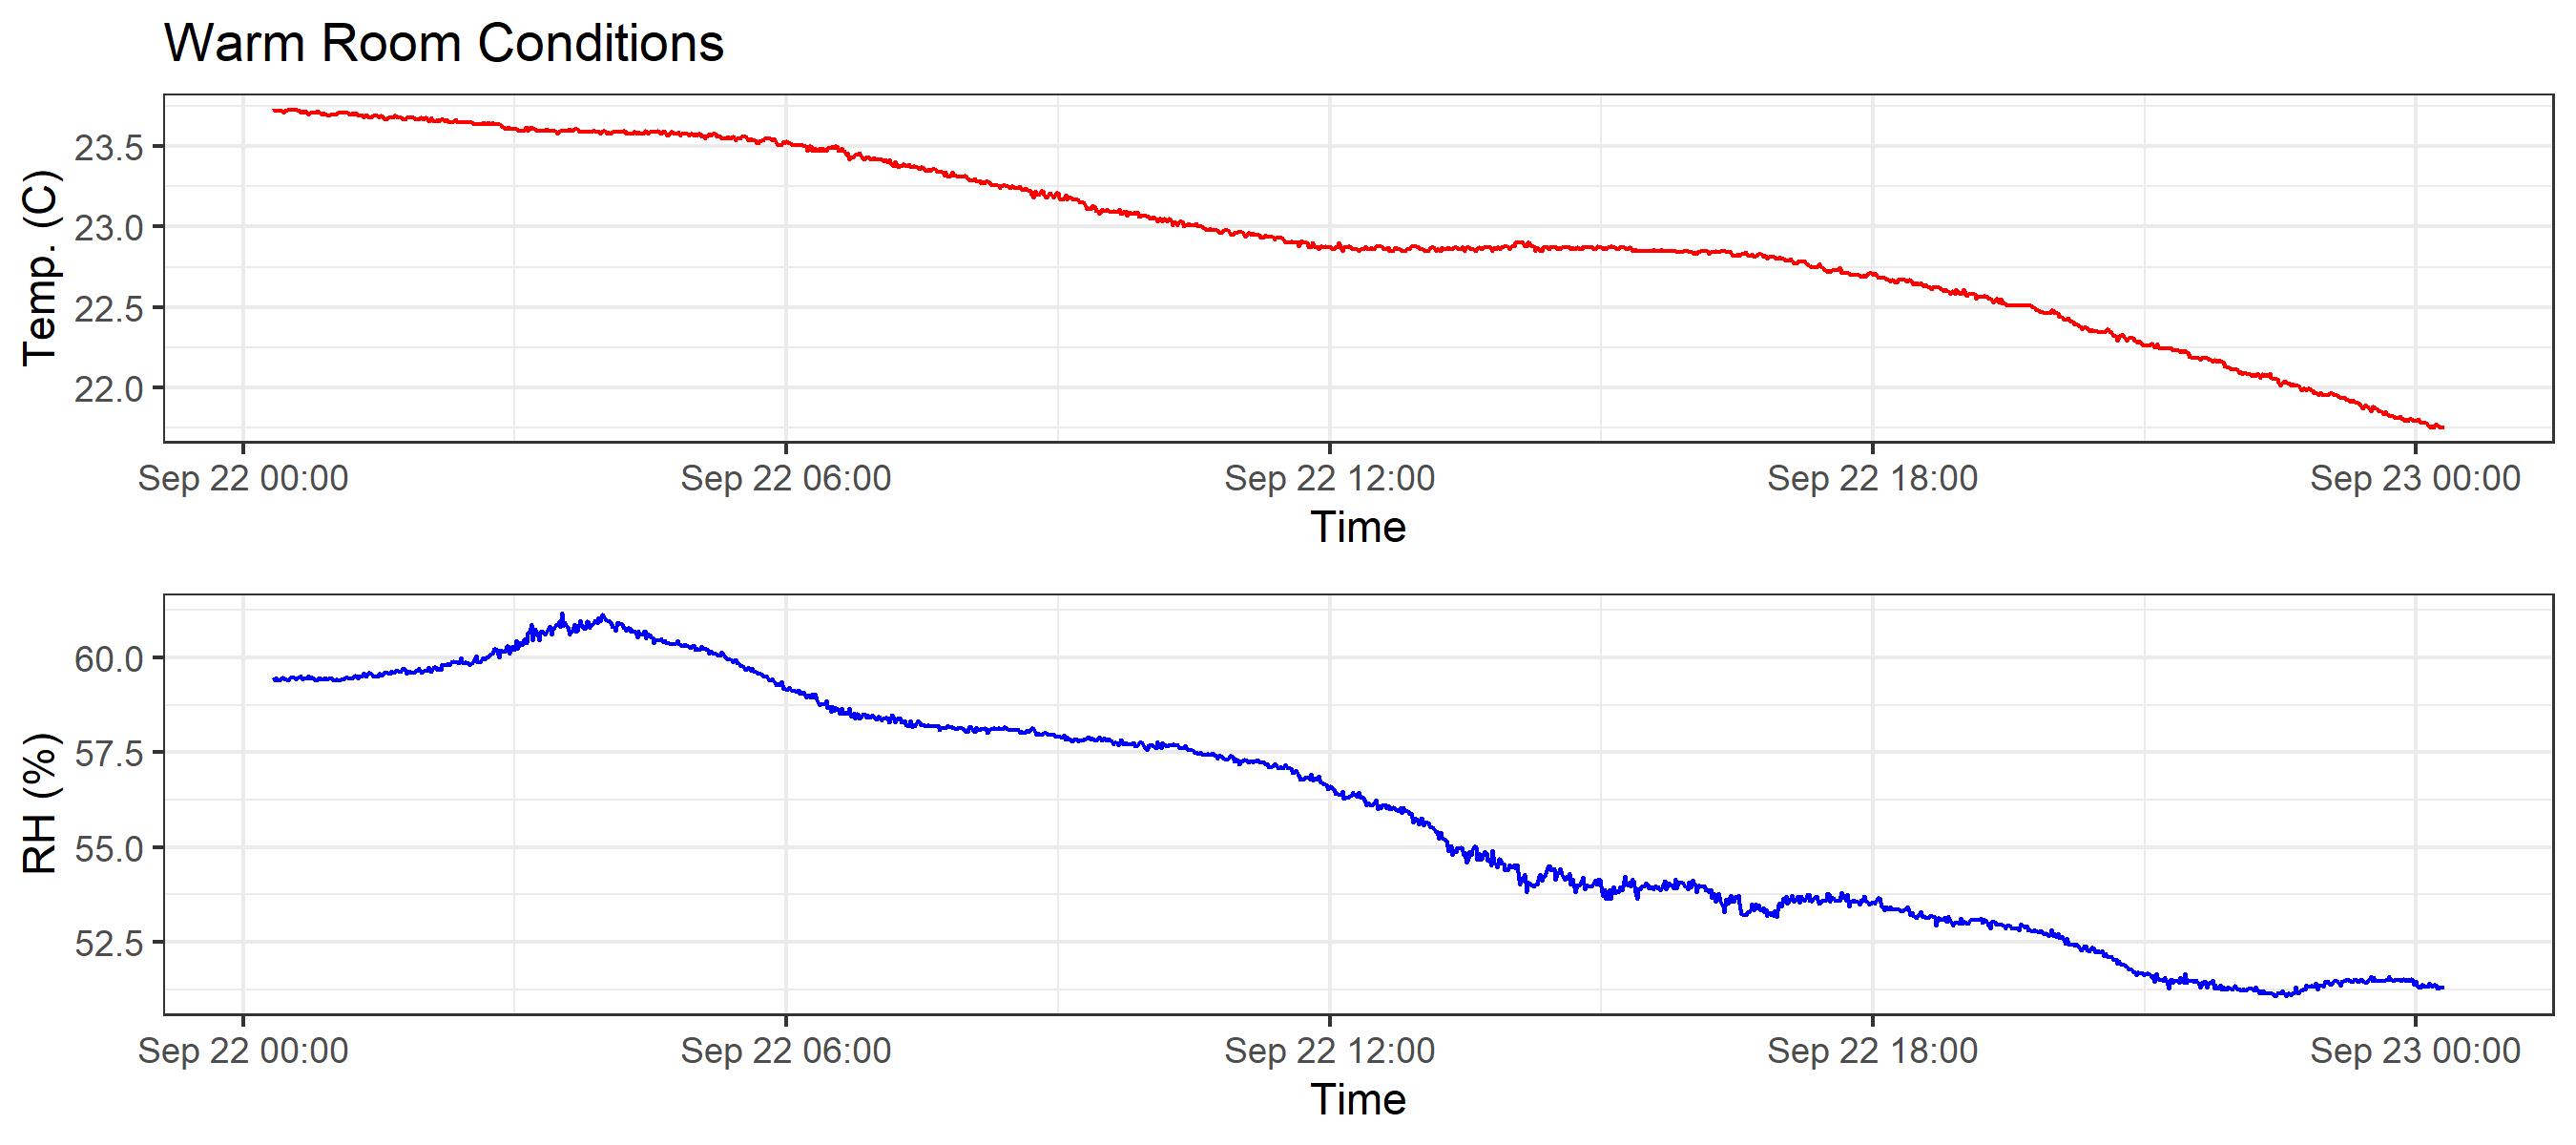 Warm Room Conditions
Temp. (C)
23.5
23.0
22.5
22.0
Sep 22 00:00 Sep 22 06:00 Sep 22 12:00 Sep 22 18:00 Sep 23 00:00
Time
RH (%)
60.0
57.5
55.0
52.5
Sep 22 00:00 Sep 22 06:00 Sep 22 12:00 Sep 22 18:00 Sep 23 00:00
Time